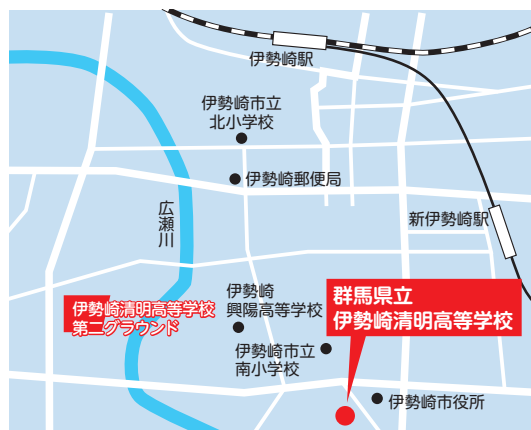 伊勢崎駅
伊勢崎市立
北小学校
伊勢崎郵便局
広瀬川
新伊勢崎駅
伊勢崎
興陽高等学校
群馬県立
伊勢崎清明高等学校
伊勢崎清明高等学校
第二グラウンド
伊勢崎市立
南小学校
伊勢崎市役所